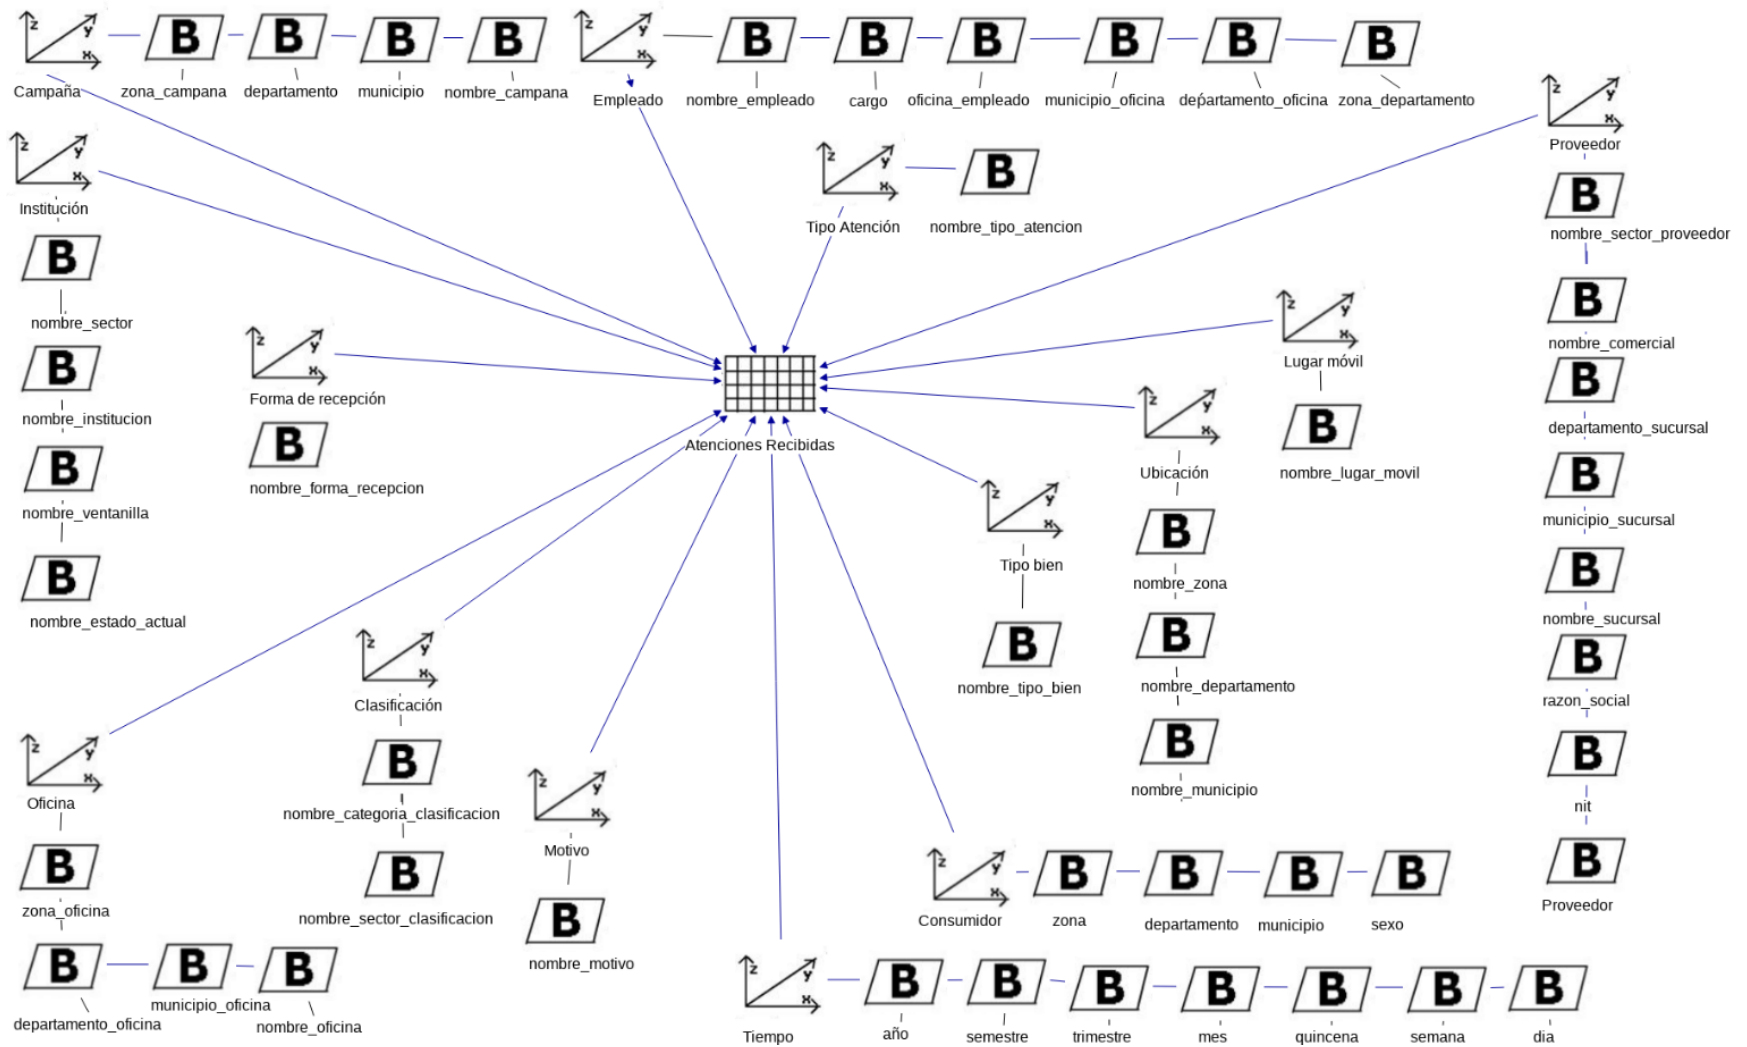 Campaña
zona_campana
departamento
municipio
nombre_campana
Empleado
nombre_empleado
cargo
oficina_empleado
municipio_oficina
departamento_oficina
zona_departamento
Proveedor
nombre_sector_proveedor
nombre_comercial
departamento_sucursal
municipio_sucursal
nombre_sucursal
razon_social
nit
Proveedor
Institución
nombre_sector
nombre_institucion
nombre_ventanilla
nombre_estado_actual
Tipo Atención
nombre_tipo_atencion
Forma de recepción
nombre_forma_recepcion
Atenciones Recibidas
Lugar móvil
nombre_lugar_movil
Ubicación
nombre_zona
nombre_departamento
nombre_municipio
Tipo bien
nombre_tipo_bien
Clasificación
nombre_categoria_clasificacion
nombre_sector_clasificacion
Motivo
nombre_motivo
Oficina
zona_oficina
departamento_oficina
municipio_oficina
nombre_oficina
Consumidor
zona
departamento
municipio
sexo
Tiempo
año
semestre
trimestre
mes
quincena
semana
dia